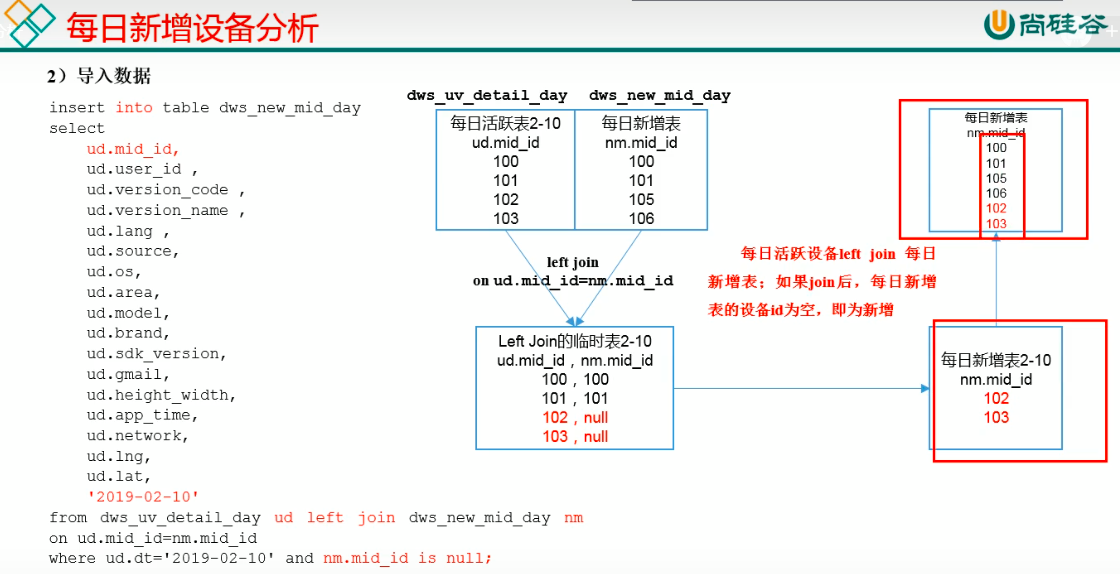 每日新增设备分析
尚硅谷
2）导入数据
insert into table dws_new_mid_day
select
ud.mid_id,
ud.user_id ,
ud.version_code ,
ud.version_name ,
ud.lang ,
ud.source,
ud.os,
ud.area,
ud.model,
ud.brand,
ud.sdk_version,
ud.gmail,
ud.height_width,
ud.app_time,
ud.network,
ud.lng,
ud.lat,
'2019-02-10'
from dws_uv_detail_day ud left join dws_new_mid_day nm
on ud.mid_id=nm.mid_id
where ud.dt='2019-02-10' and nm.mid_id is null;
dws_uv_detail_day
每日活跃表2-10
ud.mid_id
100
101
102
103
dws_new_mid_day
每日新增表
nm.mid_id
100
101
105
106
left join
on ud.mid_id=nm.mid_id
Left Join的临时表2-10
ud.mid_id，nm.mid_id
100，100
101，101
102，null
103，null
每日活跃设备left join 每日
新增表；如果join后，每日新增
表的设备id为空，即为新增
每日新增表
nm.mid_id
100
101
105
106
102
103
每日新增表2-10
nm.mid_id
102
103